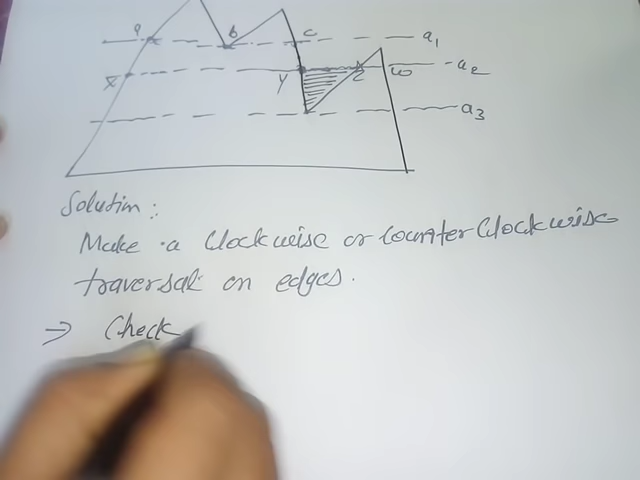 a b c a1
x y z w a2
a3
Solution:
Make a Clockwise or Counter Clockwise
traversal on edges.
⇒ Check